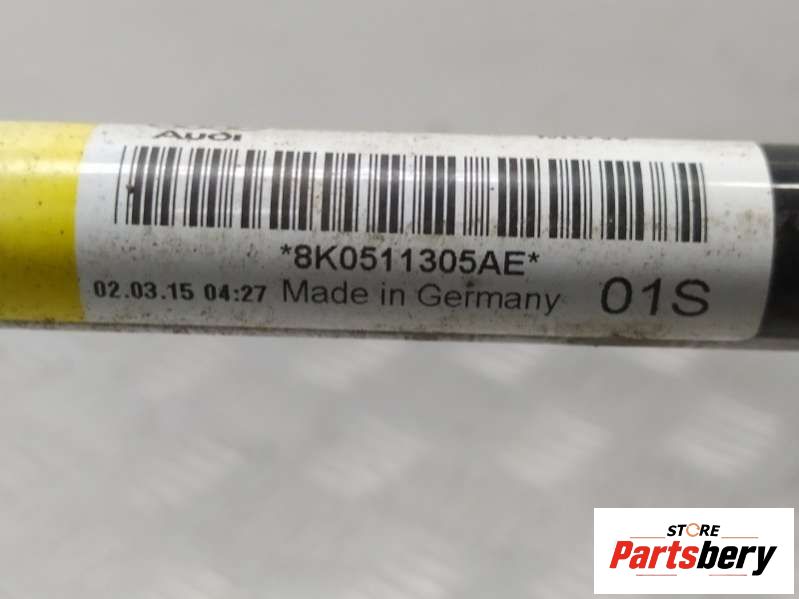 Audi
*8K0511305AE*
02.03.15 04:27 Made in Germany 01S
STORE
Partsbery